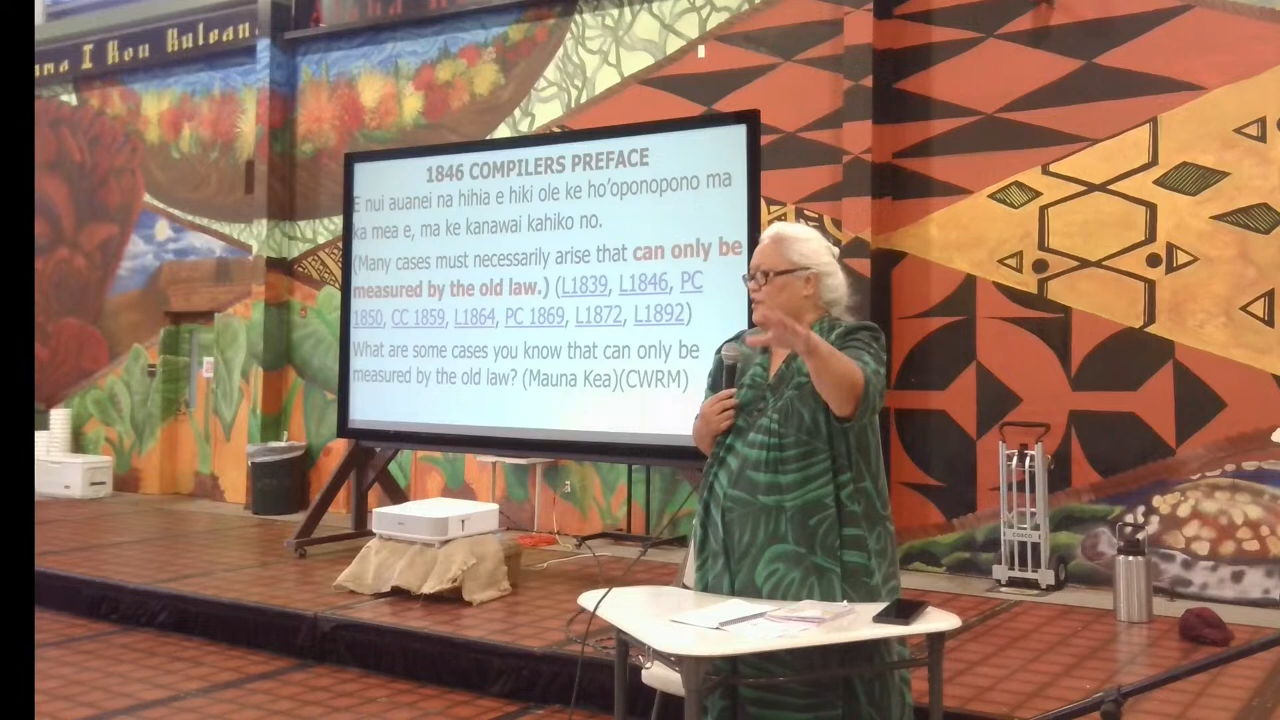 I Kou Kuleana
1846 COMPILERS PREFACE
E nui auanei na hihia e hiki ole ke ho'oponopono ma
ka mea e, ma ke kanawai kahiko no.
(Many cases must necessarily arise that can only be
measured by the old law.) (L1839, L1846, PC
1850, CC 1859, L1864, PC 1869, L1872, L1892)
What are some cases you know that can only be
measured by the old law? (Mauna Kea)(CWRM)
COSCO